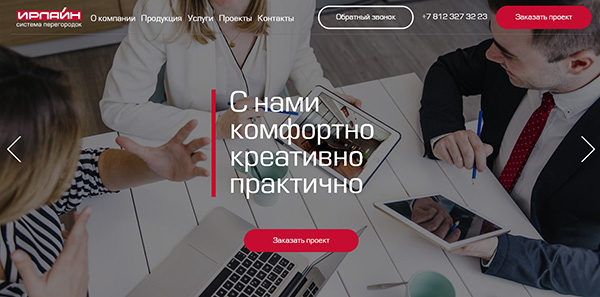 ИРЛАЙН
система перегородок
О компании Продукция Услуги Проекты Контакты
Обратный звонок
+7 812 327 32 23
Заказать проект
С нами
комфортно
креативно
практично
Заказать проект